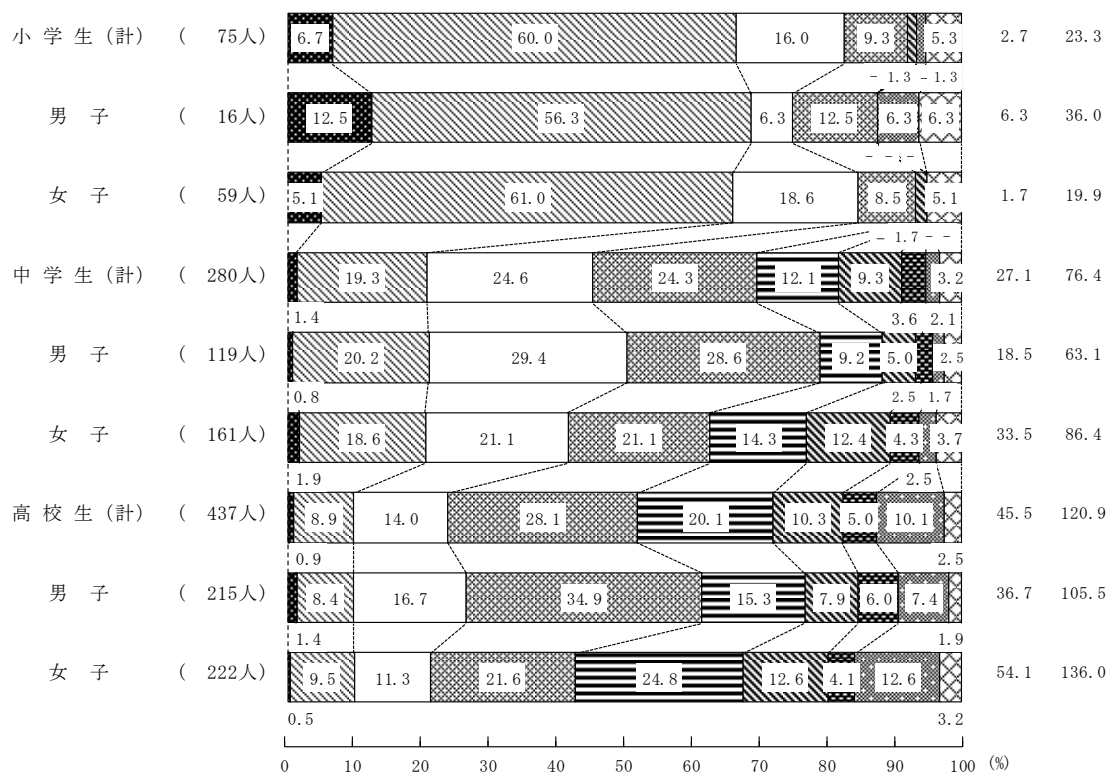 小 学 生 (計) ( 75人) 6.7 60.0 16.0 9.3 5.3 2.7 23.3
- 1.3 -1.3
男 子 ( 16人) 12.5 56.3 6.3 12.5 6.3 6.3 6.3 36.0
- - -
女 子 ( 59人) 5.1 61.0 18.6 8.5 5.1 1.7 19.9
- 1.7 - -
中 学 生 (計) ( 280人) 19.3 24.6 24.3 12.1 9.3 3.2 27.1 76.4
1.4 3.6 2.1
男 子 ( 119人) 20.2 29.4 28.6 9.2 5.0 2.5 18.5 63.1
0.8 2.5 1.7
女 子 ( 161人) 18.6 21.1 21.1 14.3 12.4 4.3 3.7 33.5 86.4
1.9 2.5
高 校 生 (計) ( 437人) 8.9 14.0 28.1 20.1 10.3 5.0 10.1 45.5 120.9
0.9 2.5
男 子 ( 215人) 8.4 16.7 34.9 15.3 7.9 6.0 7.4 36.7 105.5
1.4 1.9
女 子 ( 222人) 9.5 11.3 21.6 24.8 12.6 4.1 12.6 54.1 136.0
0.5 3.2
0 10 20 30 40 50 60 70 80 90 100 (%)